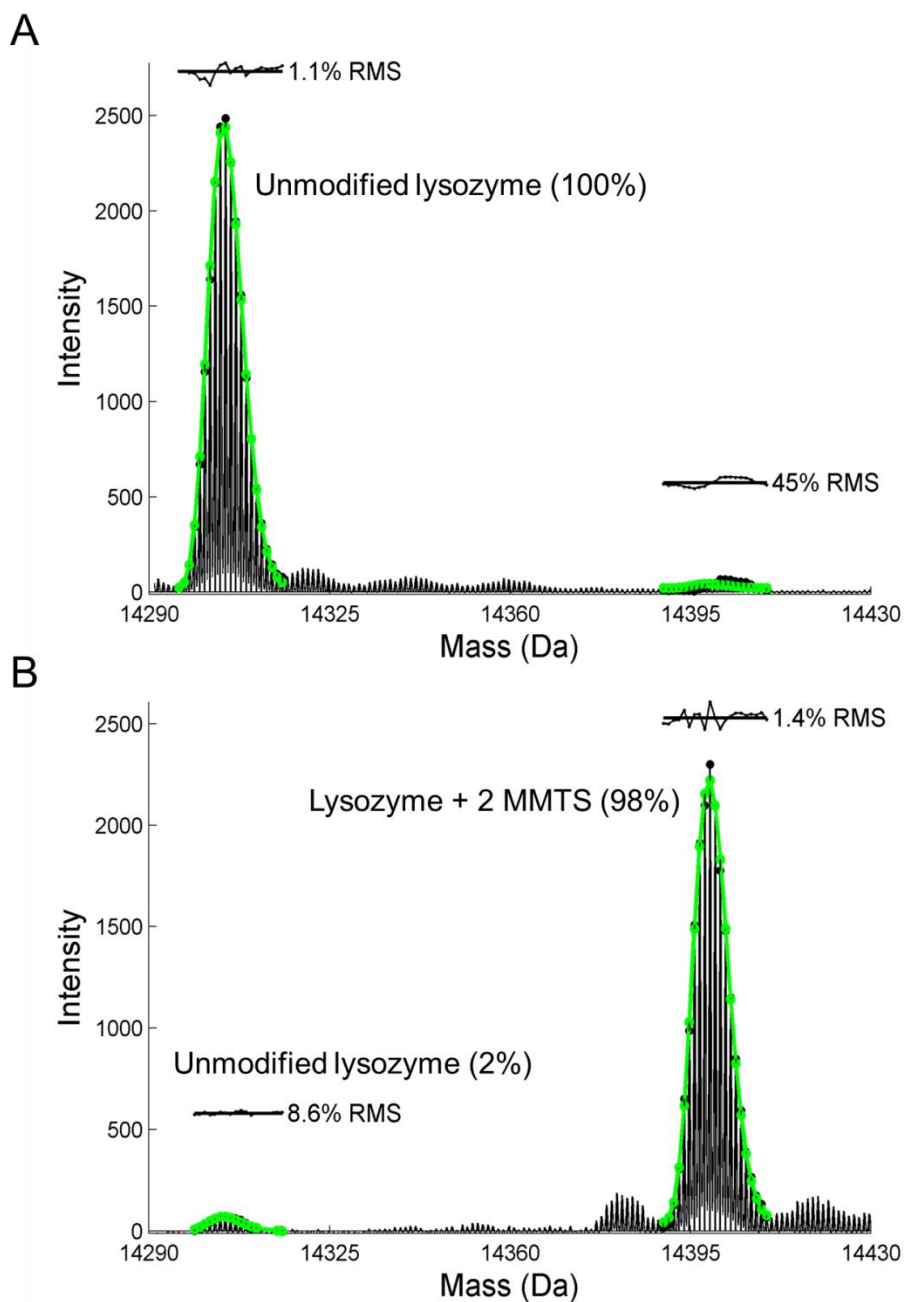 A
1.1% RMS
2500
Unmodified lysozyme (100%)
2000
1500
Intensity
1000
500
45% RMS
0
14290 14325 14360 14395 14430
Mass (Da)
B
2500
1.4% RMS
Lysozyme + 2 MMTS (98%)
2000
1500
Intensity
1000
Unmodified lysozyme (2%)
8.6% RMS
500
0
14290 14325 14360 14395 14430
Mass (Da)